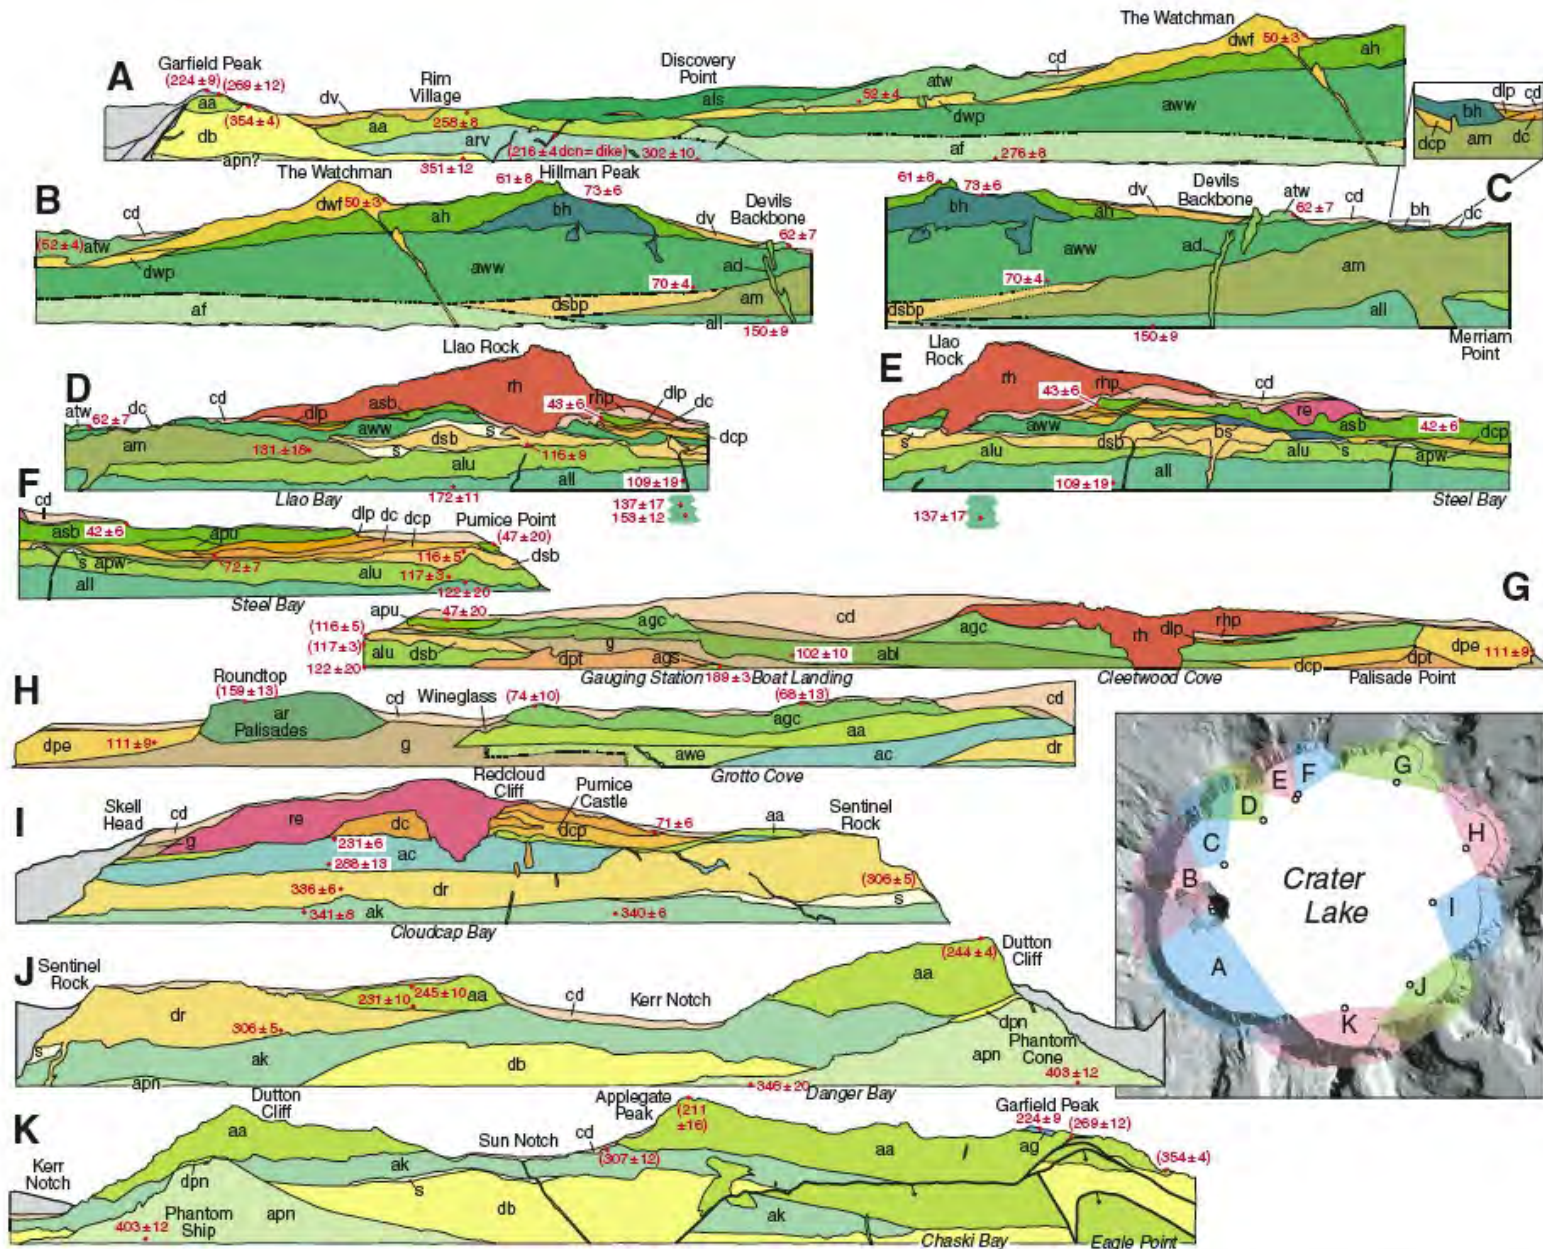 A
Garfield Peak
(224±9)
(269±12)
aa
(354±4)
db
apn?
dv
Rim
Village
aa
258±8
arv
351±12
Discovery
Point
als
(216±4dcn=dike)
302±10
af
276±8
atw
52±4
dwp
aww
cd
The Watchman
dwf
50±3
ah
bh
dlp
cd
dcp
am
dc
B
cd
(52±4)
atw
dwp
af
The Watchman
dwf
50±3
ah
aww
61±8
Hillman Peak
73±6
bh
dv
Devils
Backbone
62±7
ad
70±4
dsbp
am
all
150±9
C
61±8
73±6
bh
ah
dv
Devils
Backbone
atw
62±7
cd
bh
dc
aww
ad
am
70±4
dsbp
all
150±9
Merriam
Point
D
Llao Rock
atw
62±7
dc
cd
dlp
asb
rh
aww
s
43±6
rhp
dlp
dc
dcp
am
131±18
s
dsb
116±9
alu
all
109±19
172±11
Llao Bay
137±17
153±12
E
Llao
Rock
rh
43±6
rhp
cd
re
asb
42±6
dcp
aww
s
dsb
bs
alu
alu
s
apw
all
109±19
137±17
Steel Bay
F
cd
asb
42±6
apu
dlp
dc
dcp
Pumice Point
(47±20)
s
apw
72±7
116±5
dsb
alu
117±3
all
122±20
Steel Bay
G
apu
47±20
(116±5)
(117±3)
122±20
alu
dsb
agc
g
dpt
ags
cd
102±10
abl
agc
rh
dlp
rhp
dcp
dpt
dpe
111±9
Gauging Station
189±3
Boat Landing
Cleetwood Cove
Palisade Point
H
Roundtop
(159±13)
ar
Palisades
dpe
111±9
cd
Wineglass
g
(74±10)
(68±13)
agc
aa
awe
ac
cd
dr
Grotto Cove
I
Skell
Head
cd
g
re
Redcloud
Cliff
Pumice
Castle
dc
dcp
71±6
aa
Sentinel
Rock
231±6
288±13
ac
336±6
dr
(306±5)
s
341±8
ak
340±6
Cloudcap Bay
J
Sentinel
Rock
dr
231±10
245±10
aa
cd
Kerr Notch
aa
(244±4)
Dutton
Cliff
306±5
s
ak
apn
db
dpn
Phantom
Cone
apn
403±12
346±20
Danger Bay
K
Kerr
Notch
Dutton
Cliff
aa
dpn
Phantom
Ship
403±12
apn
ak
s
Sun Notch
db
cd
(307±12)
Applegate
Peak
(211
±16)
aa
ak
Garfield Peak
224±9
(269±12)
ag
(354±4)
Chaski Bay
Eagle Point
Crater
Lake
A
B
C
D
E
F
G
H
I
J
K